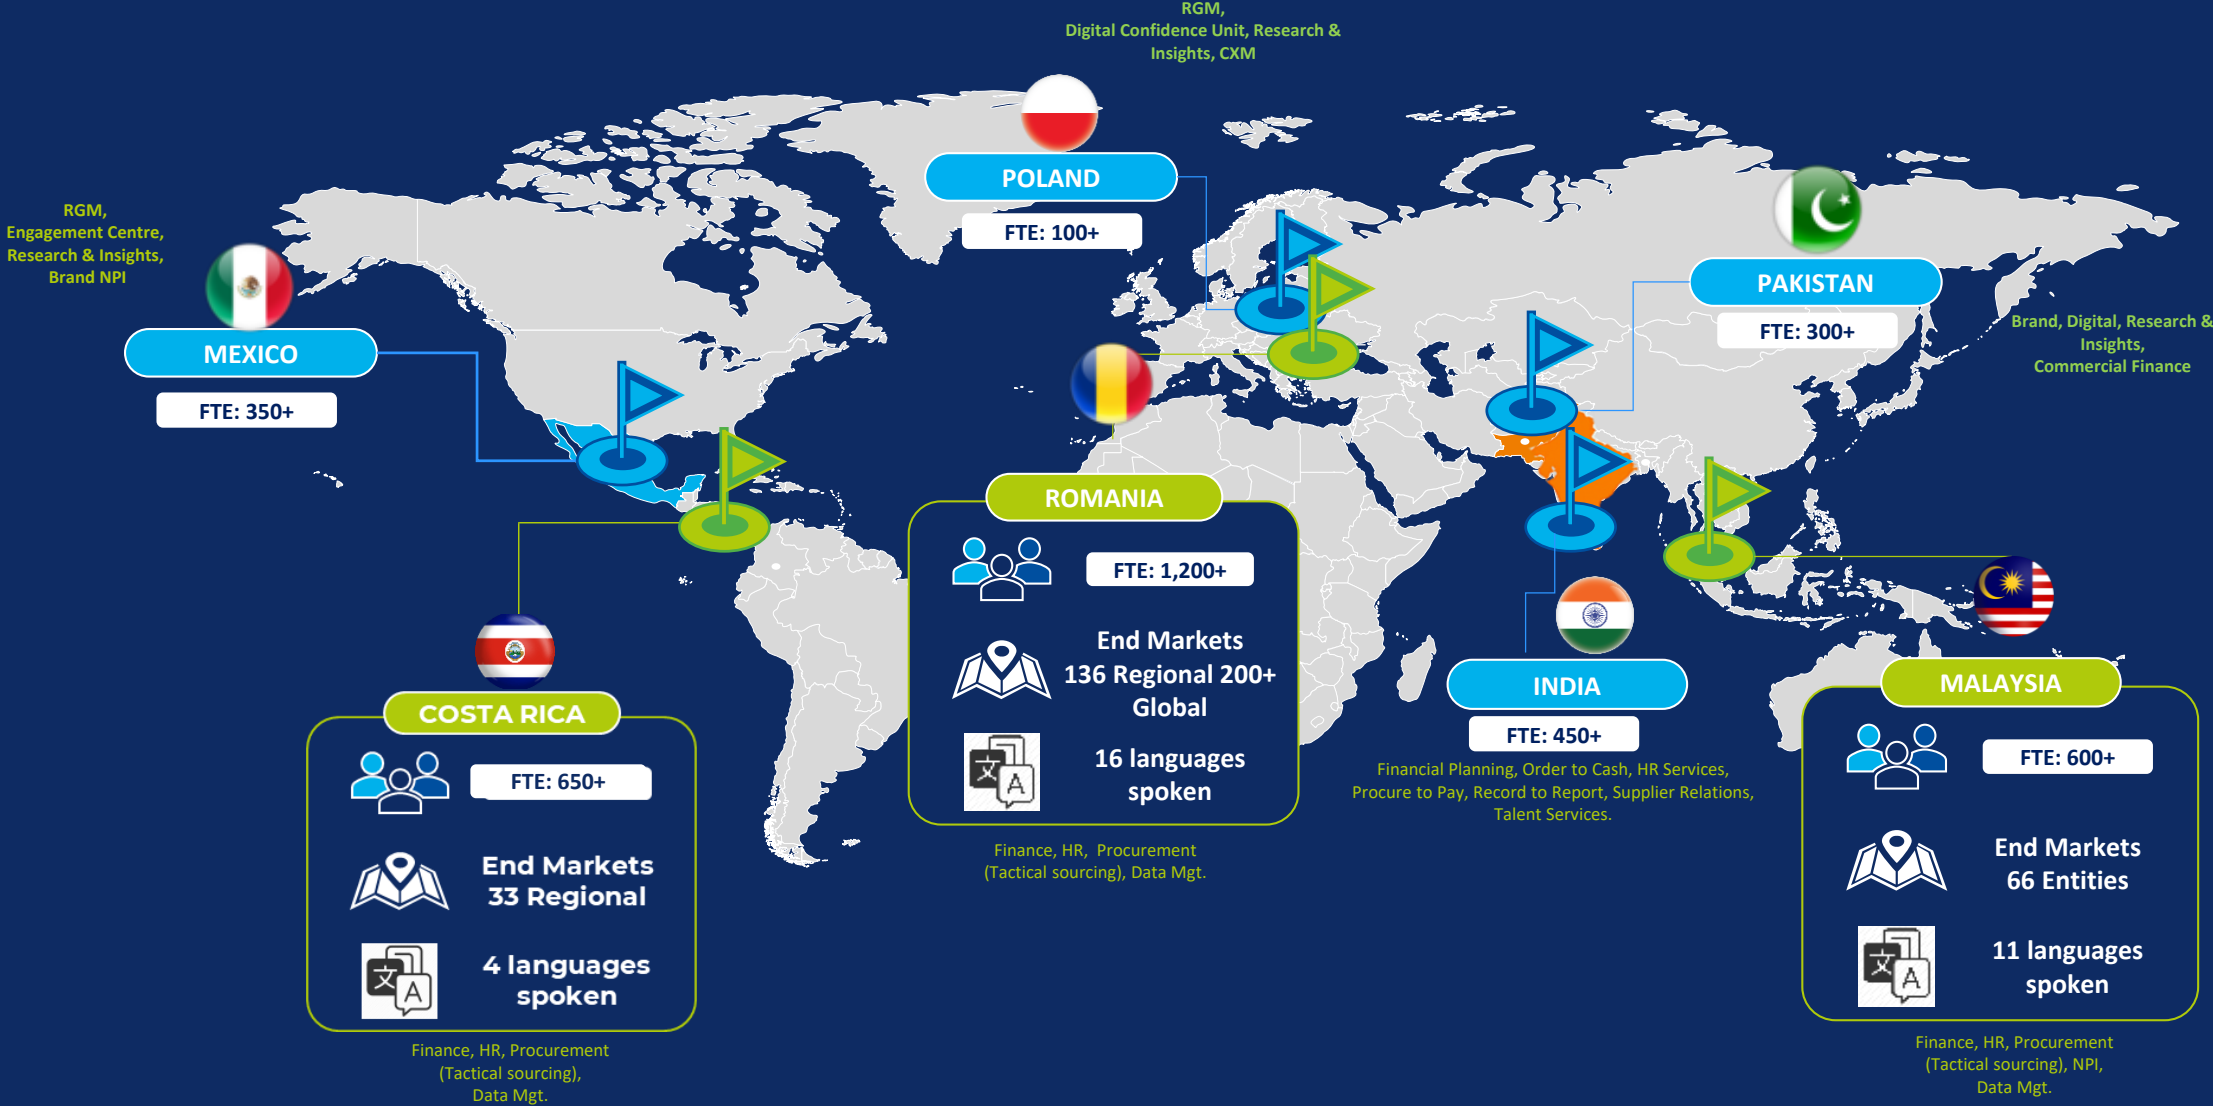 RGM,
Digital Confidence Unit, Research &
Insights, CXM
POLAND
FTE: 100+
RGM,
Engagement Centre,
Research & Insights,
Brand NPI
MEXICO
FTE: 350+
PAKISTAN
FTE: 300+
Brand, Digital, Research &
Insights,
Commercial Finance
ROMANIA
FTE: 1,200+
End Markets
136 Regional 200+
Global
16 languages
spoken
Finance, HR, Procurement
(Tactical sourcing), Data Mgt.
INDIA
FTE: 450+
Financial Planning, Order to Cash, HR Services,
Procure to Pay, Record to Report, Supplier Relations,
Talent Services.
COSTA RICA
FTE: 650+
End Markets
33 Regional
文
A
4 languages
spoken
Finance, HR, Procurement
(Tactical sourcing),
Data Mgt.
文
A
MALAYSIA
FTE: 600+
End Markets
66 Entities
文
A
11 languages
spoken
Finance, HR, Procurement
(Tactical sourcing), NPI,
Data Mgt.